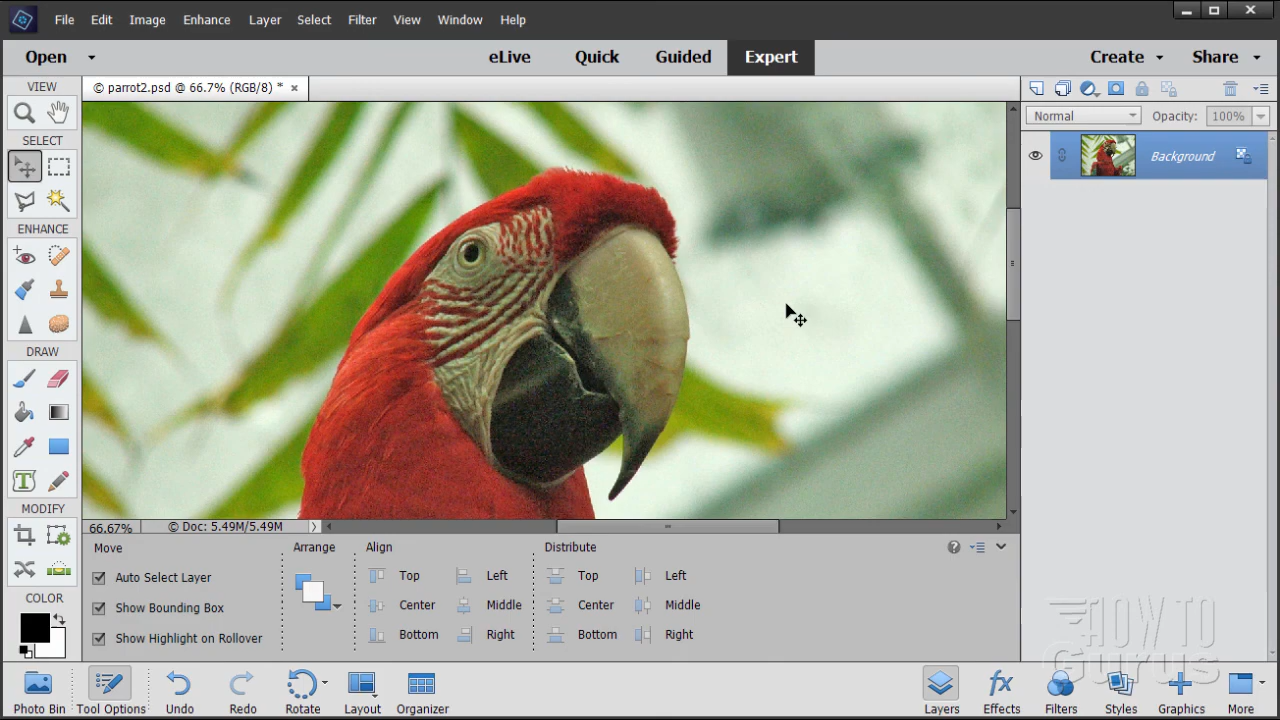 File Edit Image Enhance Layer Select Filter View Window Help
Open eLive Quick Guided Expert Create Share
VIEW
© parrot2.psd @ 66.7% (RGB/8) *
Normal Opacity: 100%
SELECT
Background
ENHANCE
DRAW
T
MODIFY
66.67% © Doc: 5.49M/5.49M
Move Arrange Align Distribute
Auto Select Layer Top Left Top Left
COLOR
Show Bounding Box Center Middle Center Middle
Show Highlight on Rollover Bottom Right Bottom Right
HOW TO
Gurus
fx
Photo Bin Tool Options Undo Redo Rotate Layout Organizer Layers Effects Filters Styles Graphics More